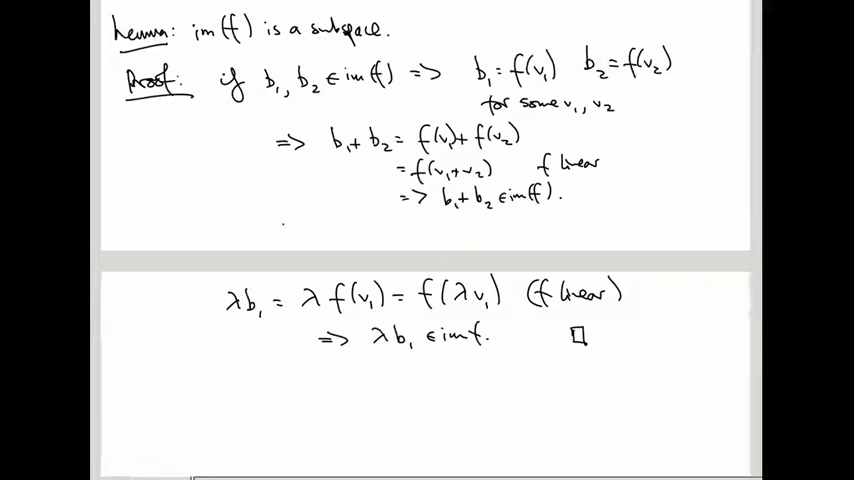 Lemma: im(f) is a subspace.
Proof: if b₁, b₂ ∈ im(f) => b₁ = f(v₁) b₂ = f(v₂)
for some v₁, v₂
=> b₁ + b₂ = f(v₁) + f(v₂)
= f(v₁+v₂) f linear
=> b₁ + b₂ ∈ im(f).
λb₁ = λ f(v₁) = f(λv₁) (f linear)
=> λb₁ ∈ im f. □